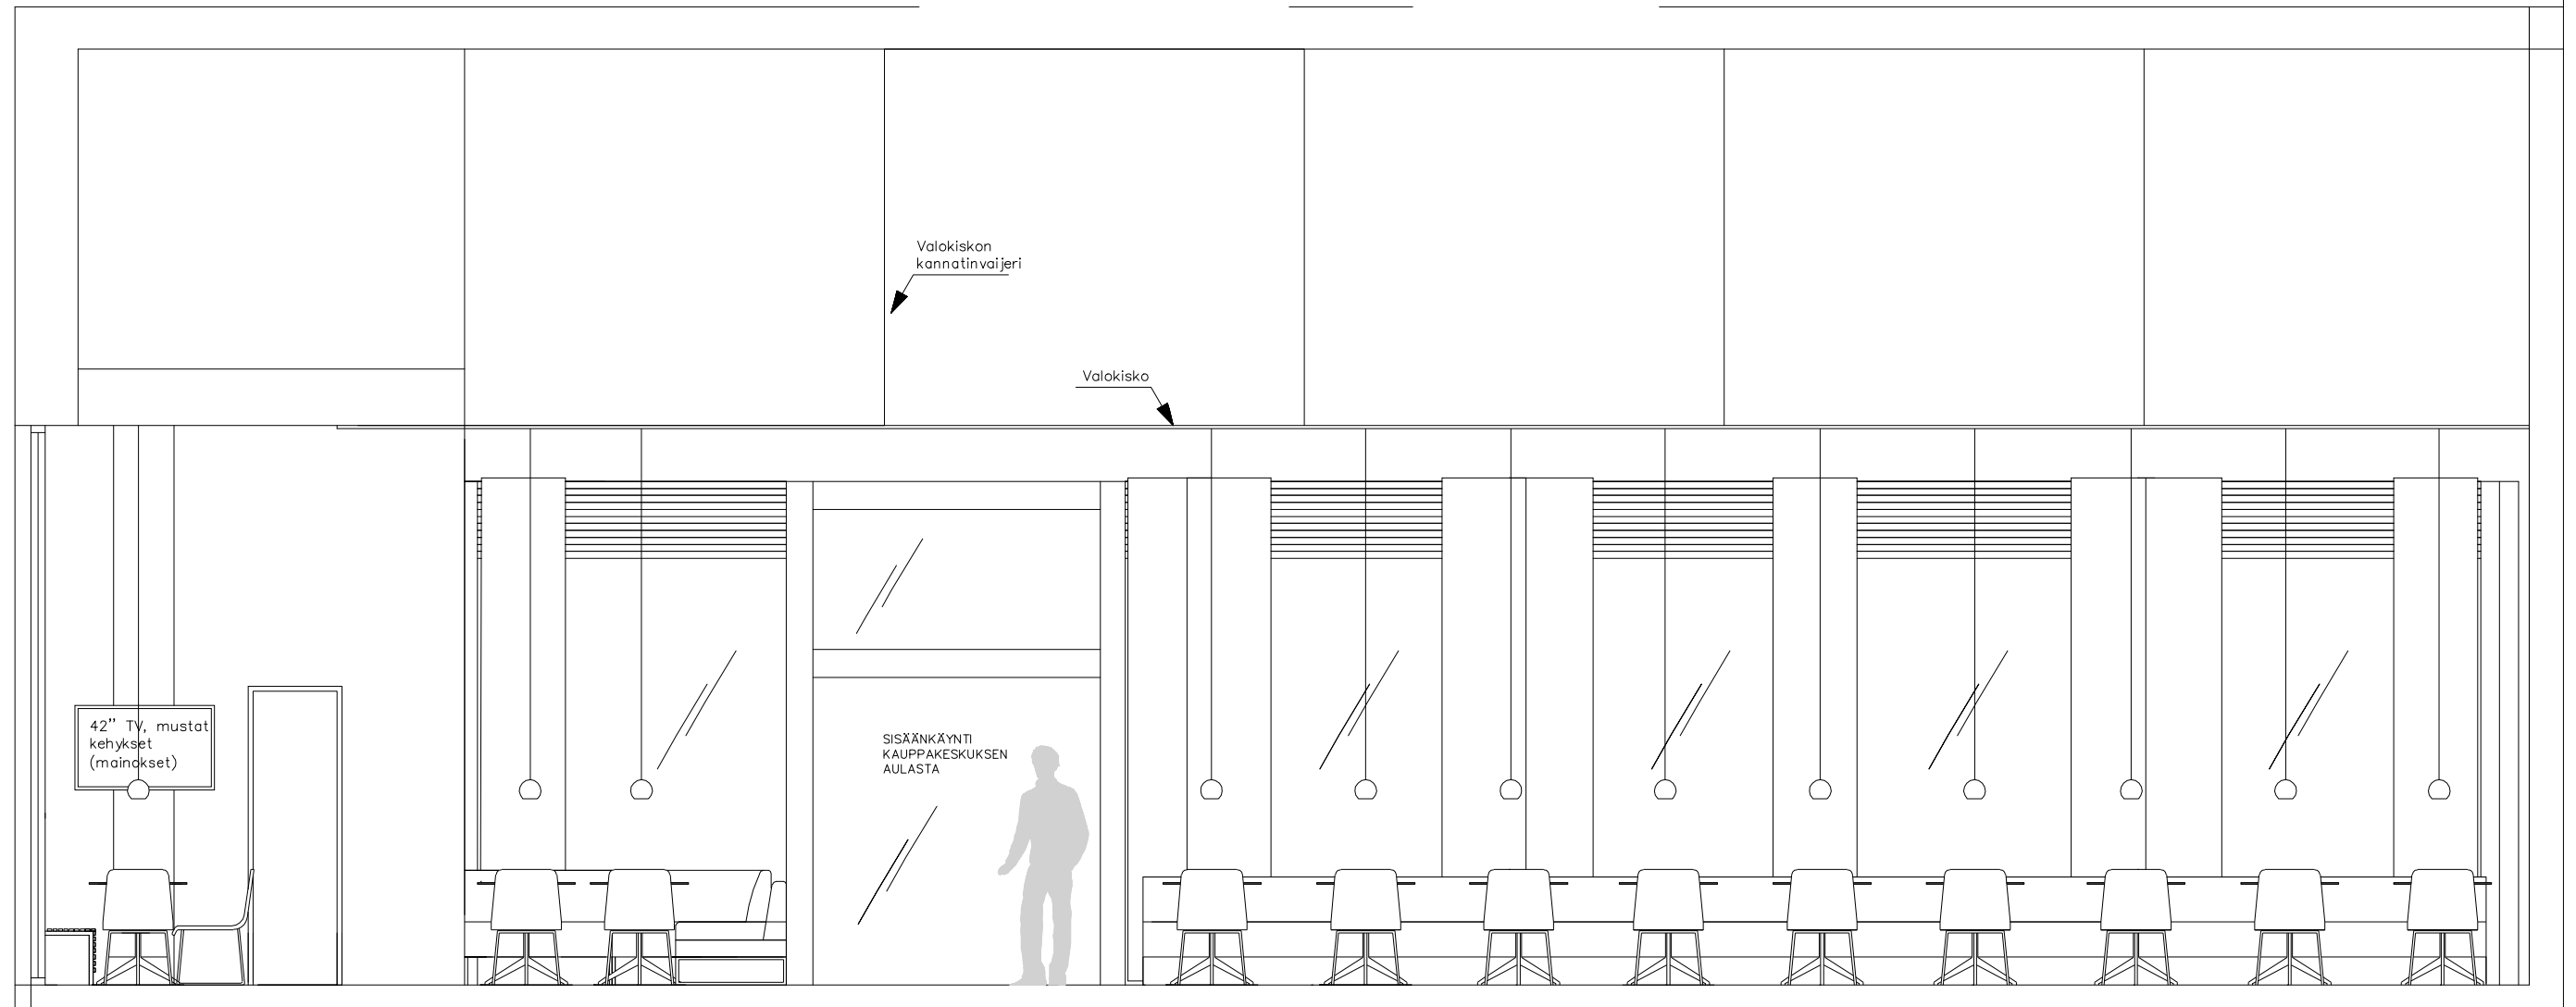 Valokiskon
kannatinvaijeri
Valokisko
42" TV, mustat
kehykset
(mainokset)
SISÄÄNKÄYNTI
KAUPPAKESKUKSEN
AULASTA